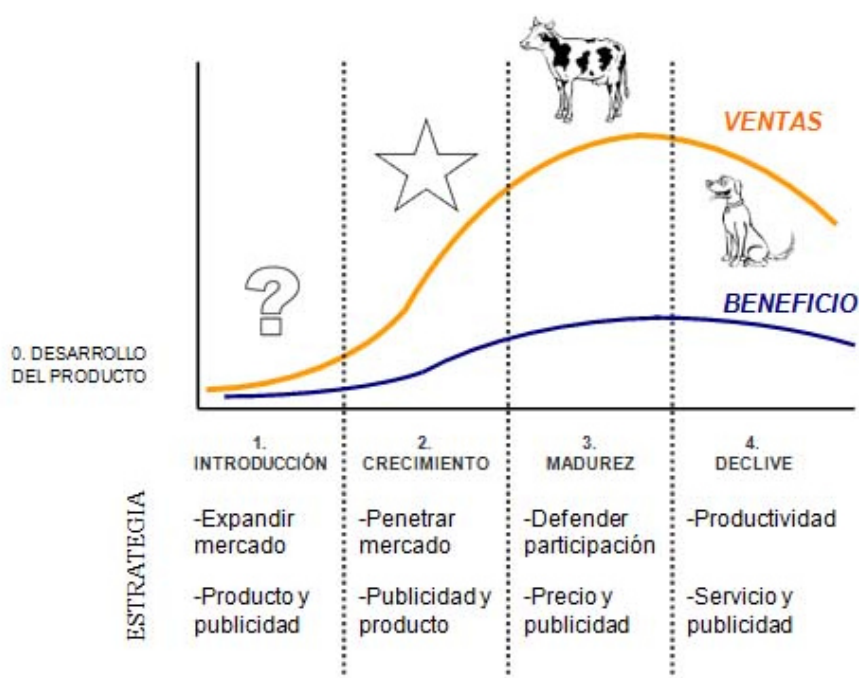 VENTAS
?
BENEFICIO
0. DESARROLLO
DEL PRODUCTO
1.
INTRODUCCIÓN
2.
CRECIMIENTO
3.
MADUREZ
4.
DECLIVE
ESTRATEGIA
-Expandir
mercado
-Producto y
publicidad
-Penetrar
mercado
-Publicidad y
producto
-Defender
participación
-Precio y
publicidad
-Productividad
-Servicio y
publicidad